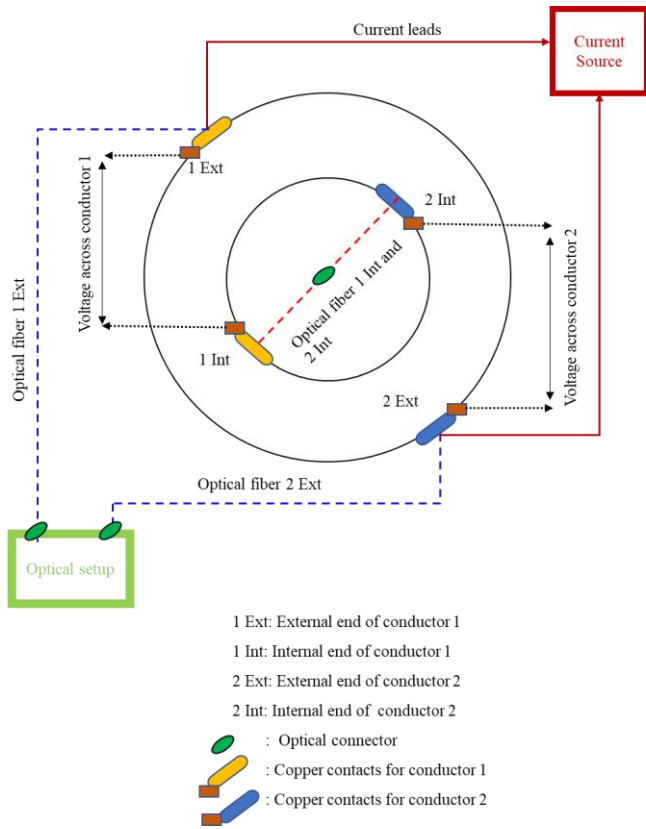 Current leads
Current
Source
1 Ext
2 Int
Voltage across conductor 1
Voltage across conductor 2
Optical fiber 1 Ext
Optical fiber 1 Int and
2 Int
1 Int
2 Ext
Optical fiber 2 Ext
Optical setup
1 Ext: External end of conductor 1
1 Int: Internal end of conductor 1
2 Ext: External end of conductor 2
2 Int: Internal end of conductor 2
: Optical connector
: Copper contacts for conductor 1
: Copper contacts for conductor 2